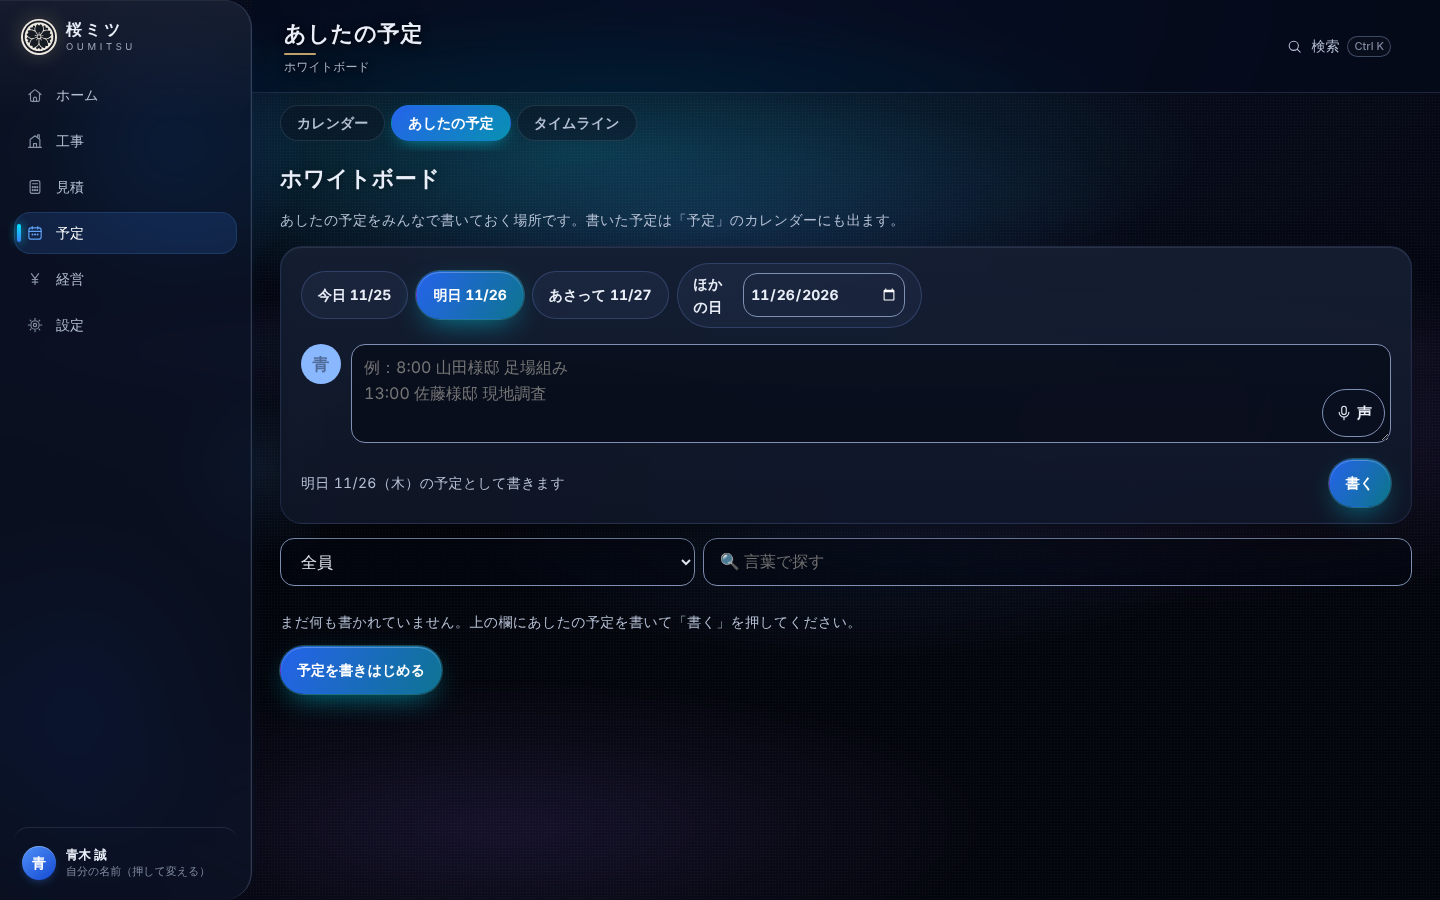 桜ミツ
OUMITSU
ホーム
工事
見積
予定
経営
設定
青
青木 誠
自分の名前（押して変える）
あしたの予定
ホワイトボード
検索 Ctrl K
カレンダー あしたの予定 タイムライン
ホワイトボード
あしたの予定をみんなで書いておく場所です。書いた予定は「予定」のカレンダーにも出ます。
今日 11/25 明日 11/26 あさって 11/27 ほか
の日 11/26/2026
青
例：8:00 山田様邸 足場組み
13:00 佐藤様邸 現地調査
声
明日 11/26（木）の予定として書きます
書く
全員
🔍 言葉で探す
まだ何も書かれていません。上の欄にあしたの予定を書いて「書く」を押してください。
予定を書きはじめる